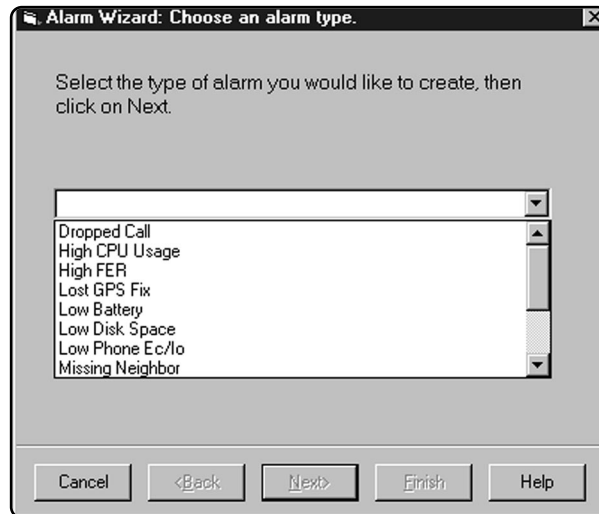 Alarm Wizard: Choose an alarm type.
Select the type of alarm you would like to create, then
click on Next.
Dropped Call
High CPU Usage
High FER
Lost GPS Fix
Low Battery
Low Disk Space
Low Phone Ec/Io
Missing Neighbor
Cancel <Back Next> Finish Help